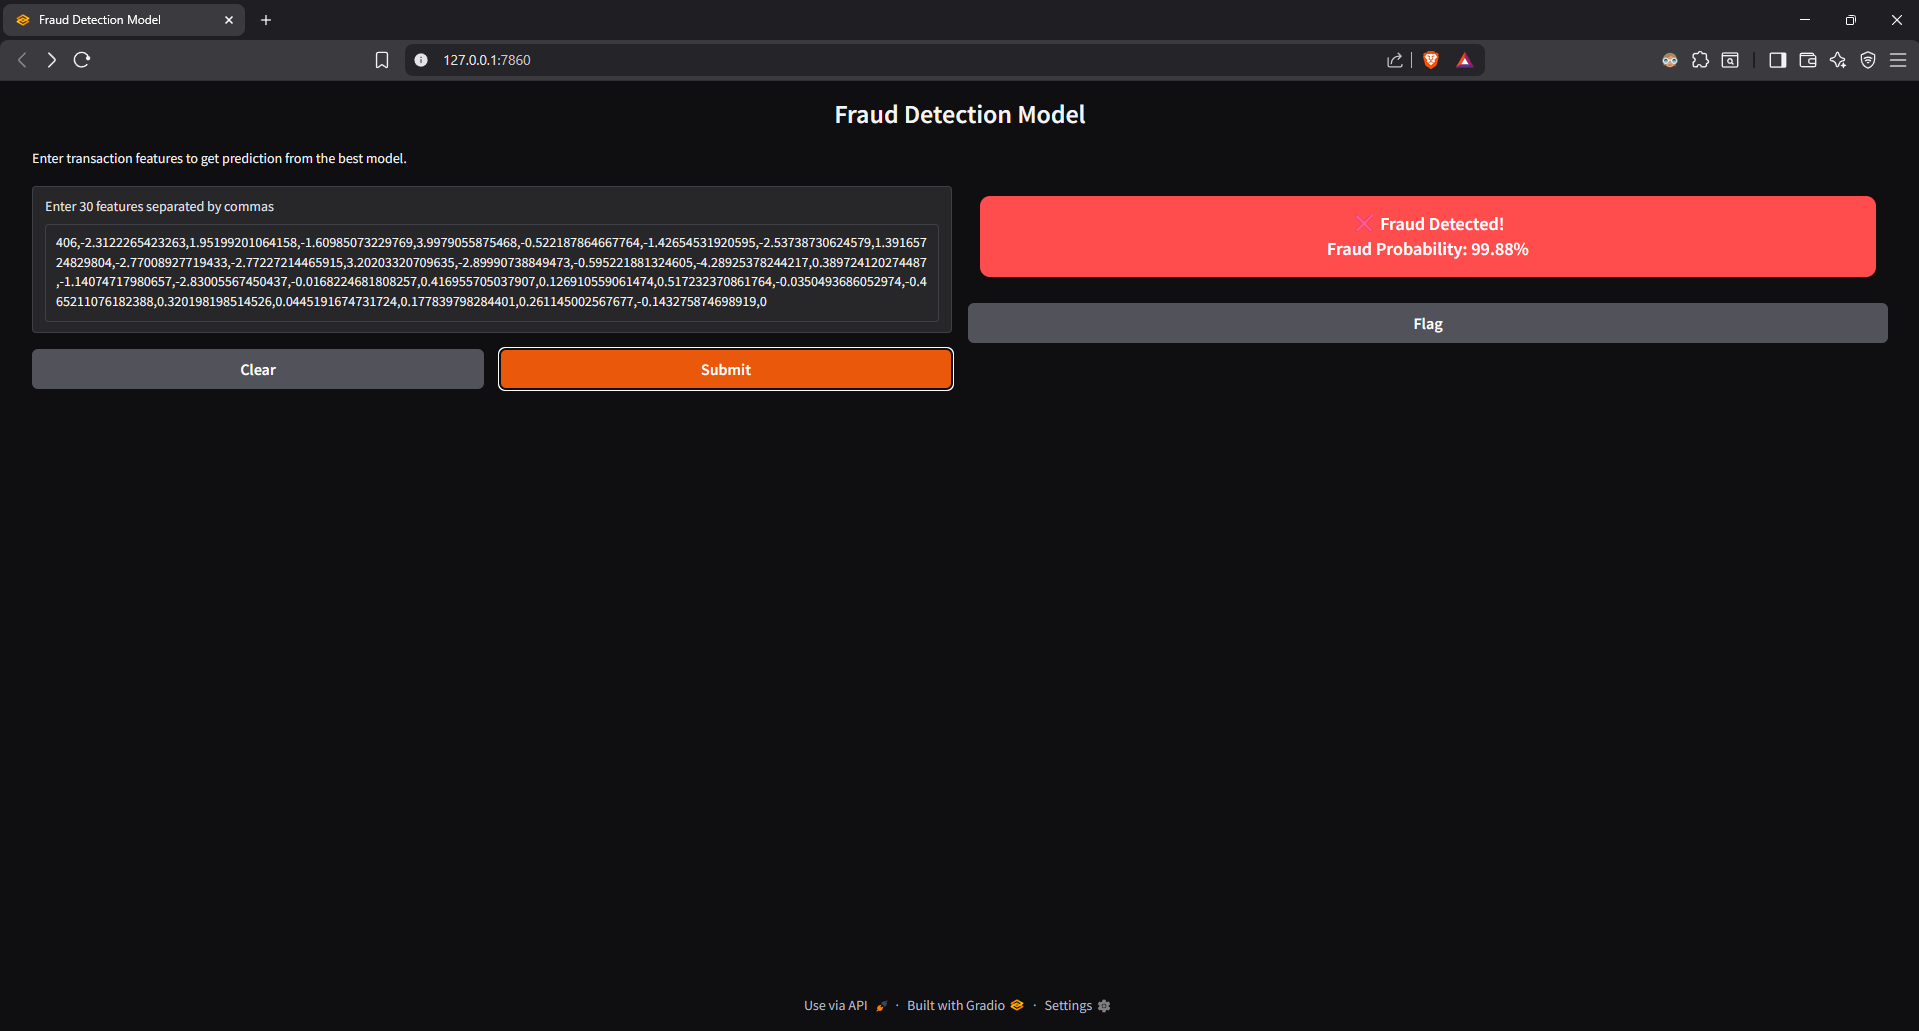 Fraud Detection Model
127.0.0.1:7860
Fraud Detection Model
Enter transaction features to get prediction from the best model.
Enter 30 features separated by commas
406,-2.3122265423263,1.95199201064158,-1.60985073229769,3.9979055875468,-0.522187864667764,-1.42654531920595,-2.53738730624579,1.391657
24829804,-2.77008927719433,-2.77227214465915,3.20203320709635,-2.89990738849473,-0.595221881324605,-4.28925378244217,0.389724120274487
,-1.14074717980657,-2.83005567450437,-0.0168224681808257,0.416955705037907,0.126910559061474,0.517232370861764,-0.0350493686052974,-0.4
65211076182388,0.320198198514526,0.0445191674731724,0.177839798284401,0.261145002567677,-0.143275874698919,0
Clear
Submit
❌ Fraud Detected!
Fraud Probability: 99.88%
Flag
Use via API 🚀 · Built with Gradio · Settings ⚙️